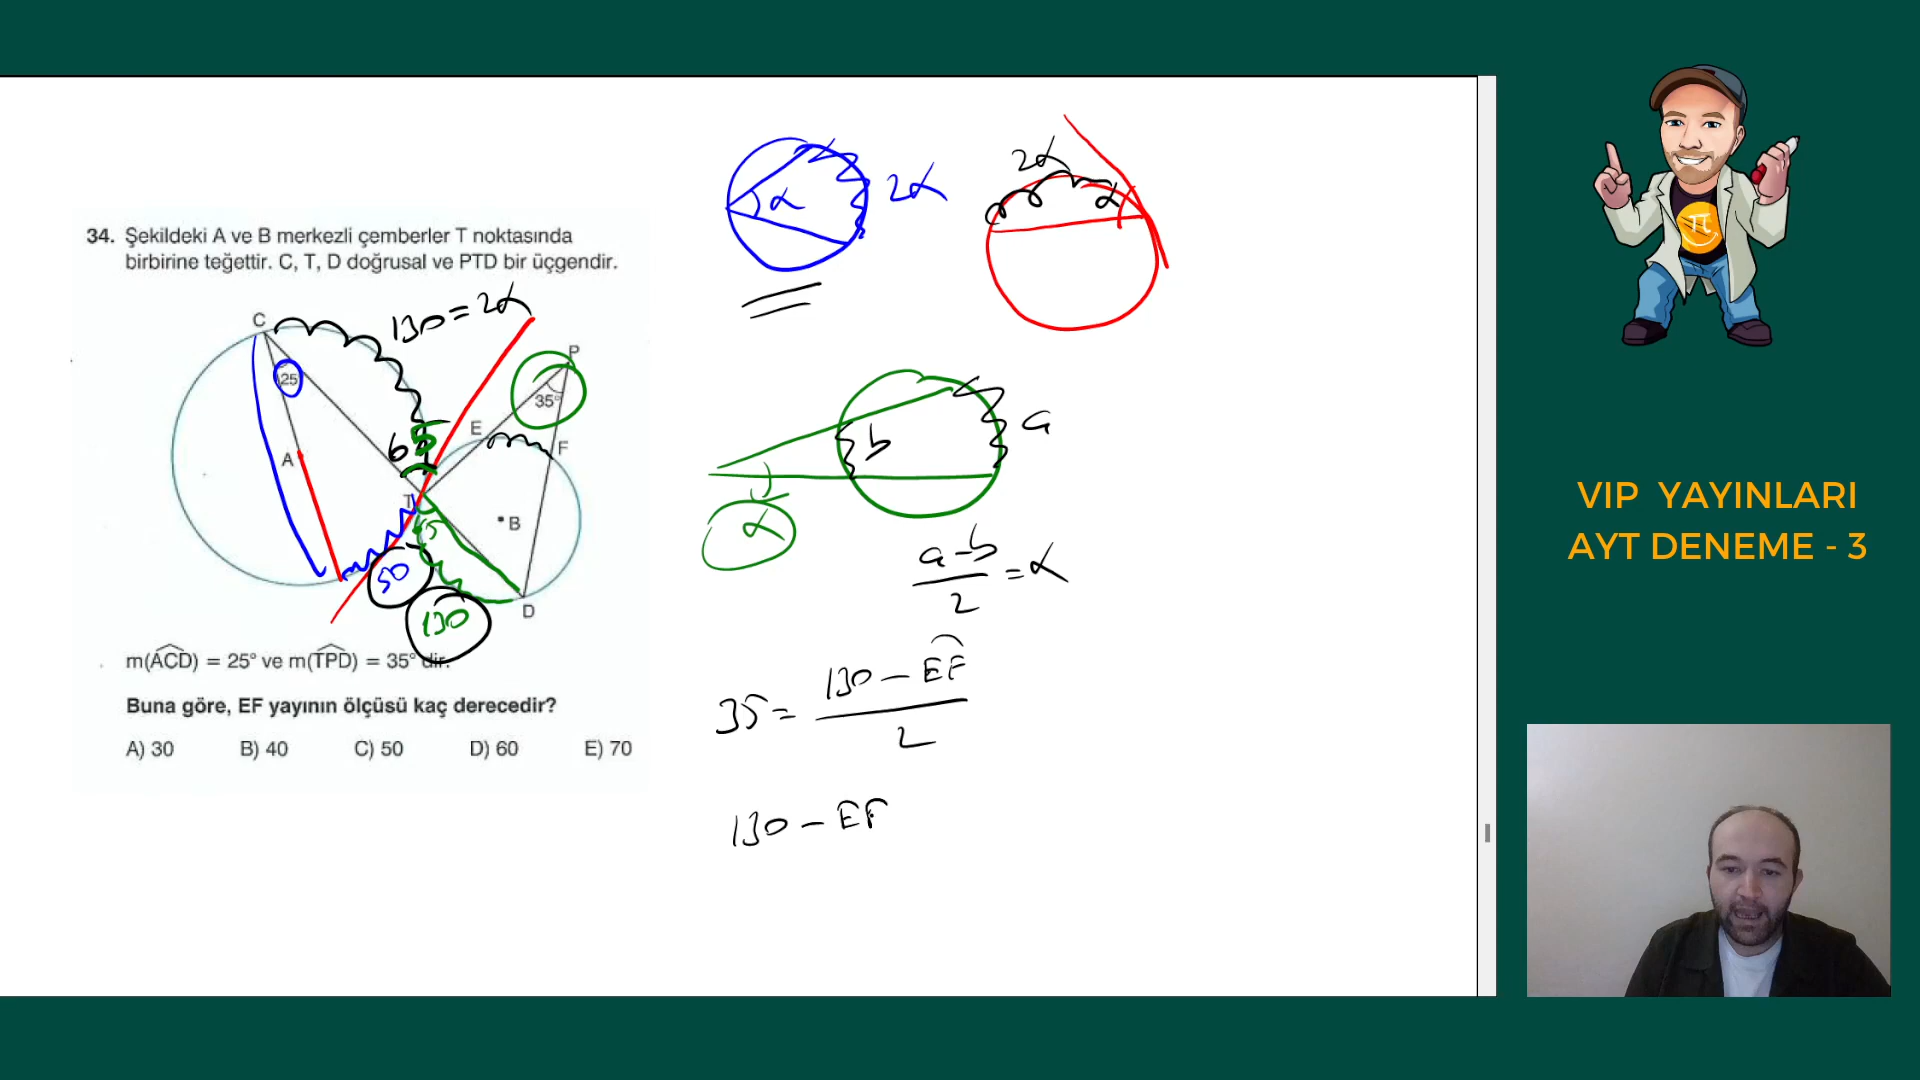 34. Şekildeki A ve B merkezli çemberler T noktasında
birbirine teğettir. C, T, D doğrusal ve PTD bir üçgendir.
C
25
A
130 = 2α
65
E
P
35°
F
T
65
B
50
130
D
m(ACD) = 25° ve m(TPD) = 35° dir.
Buna göre, EF yayının ölçüsü kaç derecedir?
A) 30 B) 40 C) 50 D) 60 E) 70
α
2α
2α
α
b
a
α
a-b
2
= α
35 = 130 - EF
2
130 - EF
π
VIP YAYINLARI
AYT DENEME - 3